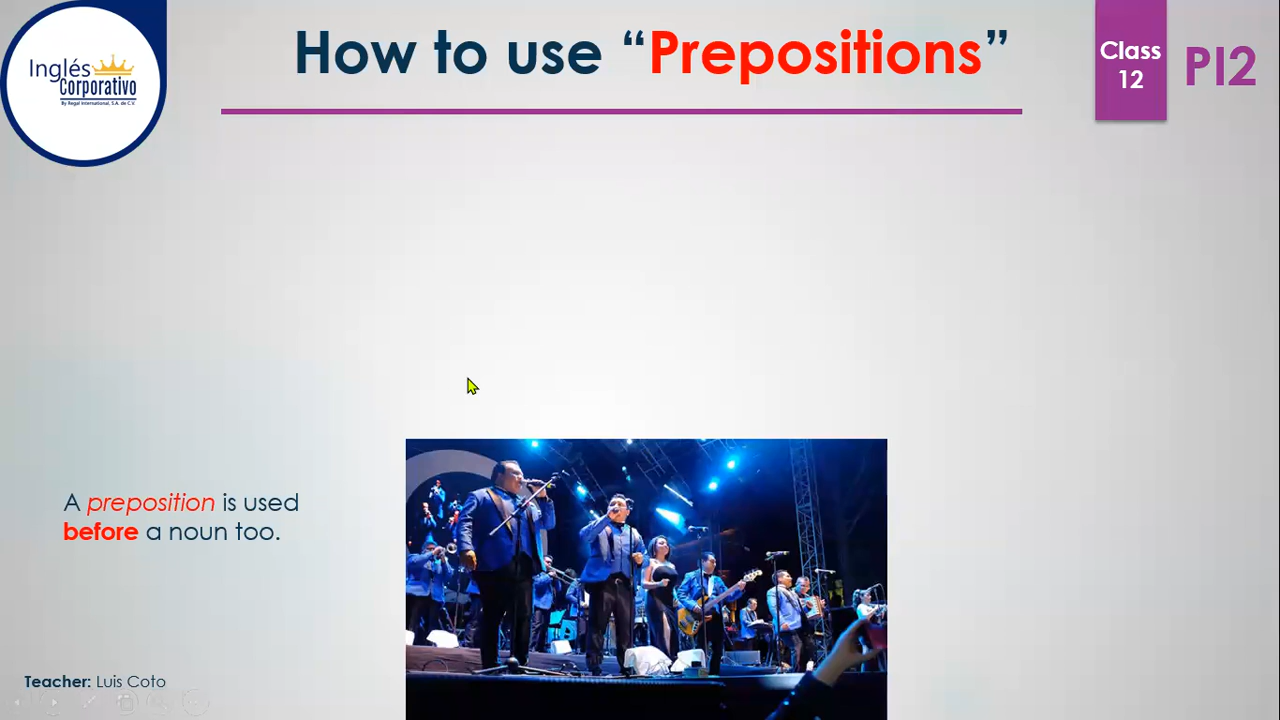 Inglés
Corporativo
By Regal International, S.A. de C.V.
How to use “Prepositions”
Class
12
PI2
A preposition is used
before a noun too.
Teacher: Luis Coto